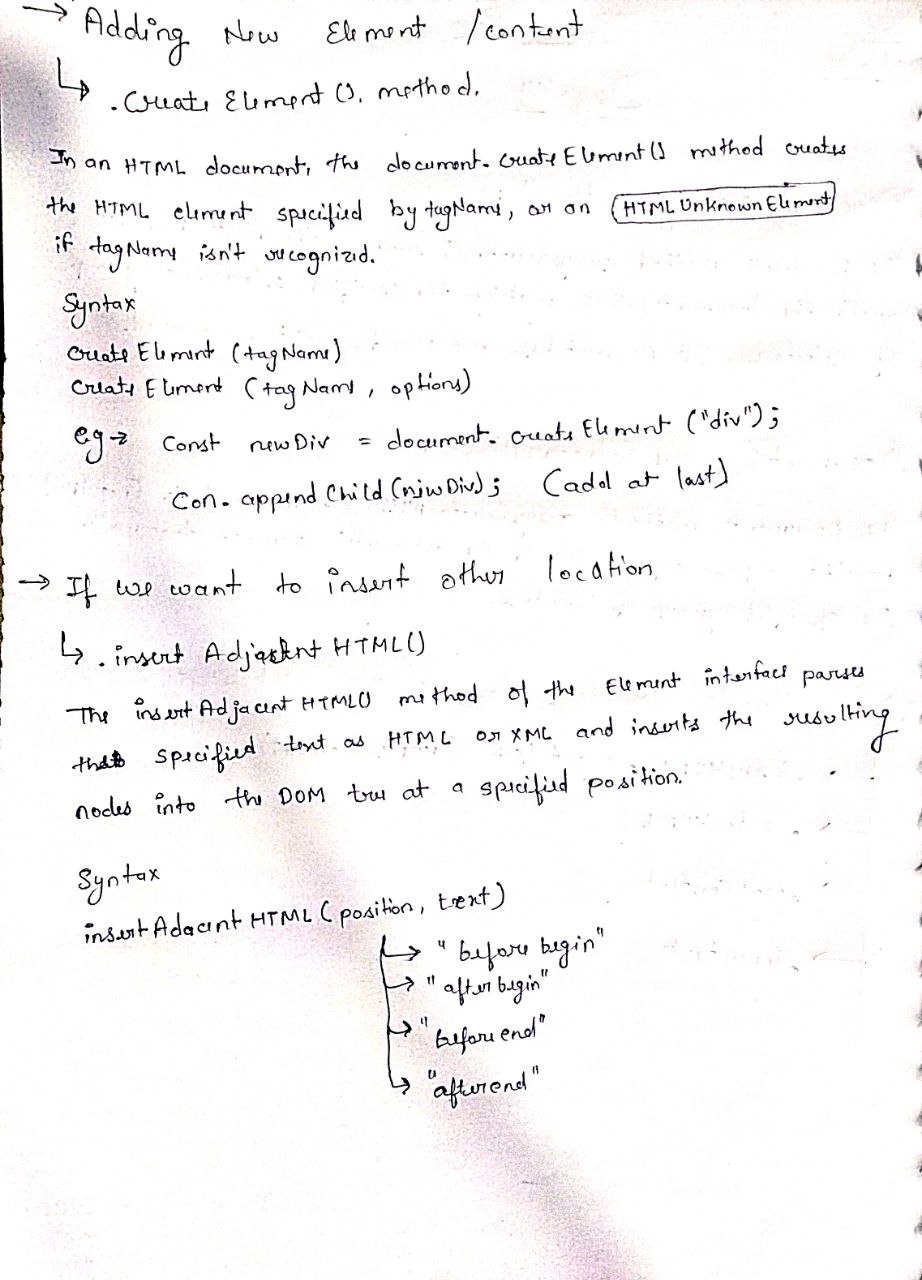 → Adding New Element /content
↳ .Create Element (). method.
In an HTML document, the document. Create Element () method creates
the HTML element specified by tagName, or an HTML Unknown Element
if tagName isn't recognized.
Syntax
Create Element (tagName)
Create Element (tagName, options)
eg→ Const newDiv = document. Create Element ("div");
Con. append Child (newDiv); (add at last)
→ If we want to insert other location
↳ .insert Adjacent HTML()
The insert Adjacent HTML() method of the Element interface parses
the specified text as HTML or XML and inserts the resulting
nodes into the DOM tree at a specified position.
Syntax
insert Adacent HTML (position, text)
↳ "before begin"
↳ "after begin"
↳ "before end"
↳ "after end"